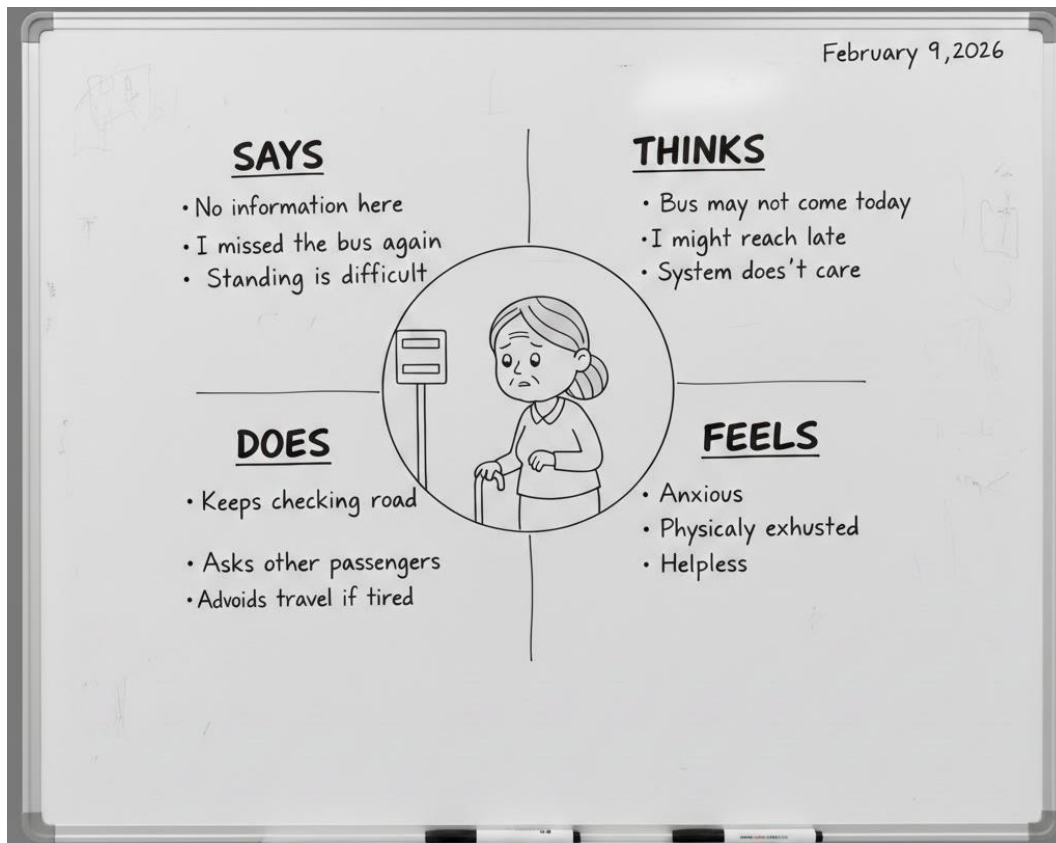 February 9,2026
SAYS
• No information here
• I missed the bus again
• Standing is difficult
THINKS
• Bus may not come today
• I might reach late
• System does't care
DOES
• Keeps checking road
• Asks other passengers
• Advoids travel if tired
FEELS
• Anxious
• Physicaly exhusted
• Helpless